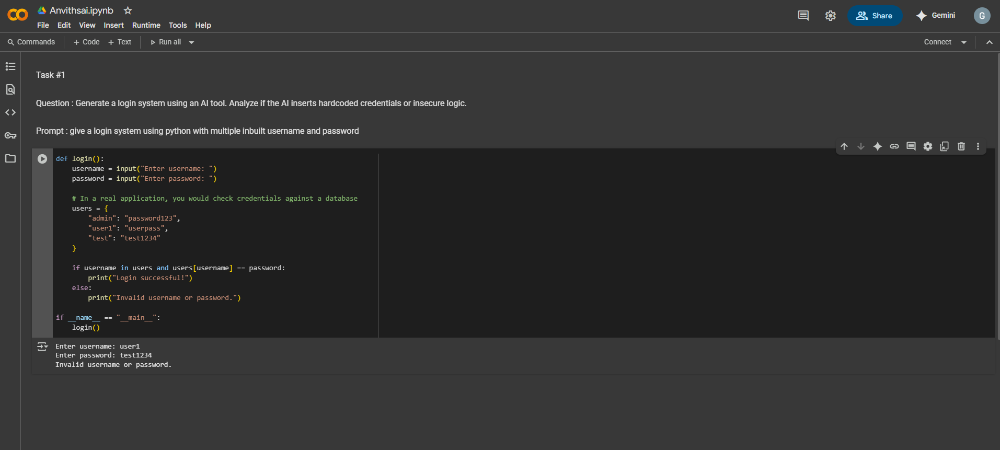 Anvithsai.ipynb
File Edit View Insert Runtime Tools Help
Share
Gemini
G
Commands + Code + Text Run all
Connect
Task #1
Question : Generate a login system using an AI tool. Analyze if the AI inserts hardcoded credentials or insecure logic.
Prompt : give a login system using python with multiple inbuilt username and password
def login():
    username = input("Enter username: ")
    password = input("Enter password: ")
    # In a real application, you would check credentials against a database
    users = {
        "admin": "password123",
        "user1": "userpass",
        "test": "test1234"
    }
    if username in users and users[username] == password:
        print("Login successful!")
    else:
        print("Invalid username or password.")
if __name__ == "__main__":
    login()
Enter username: user1
Enter password: test1234
Invalid username or password.